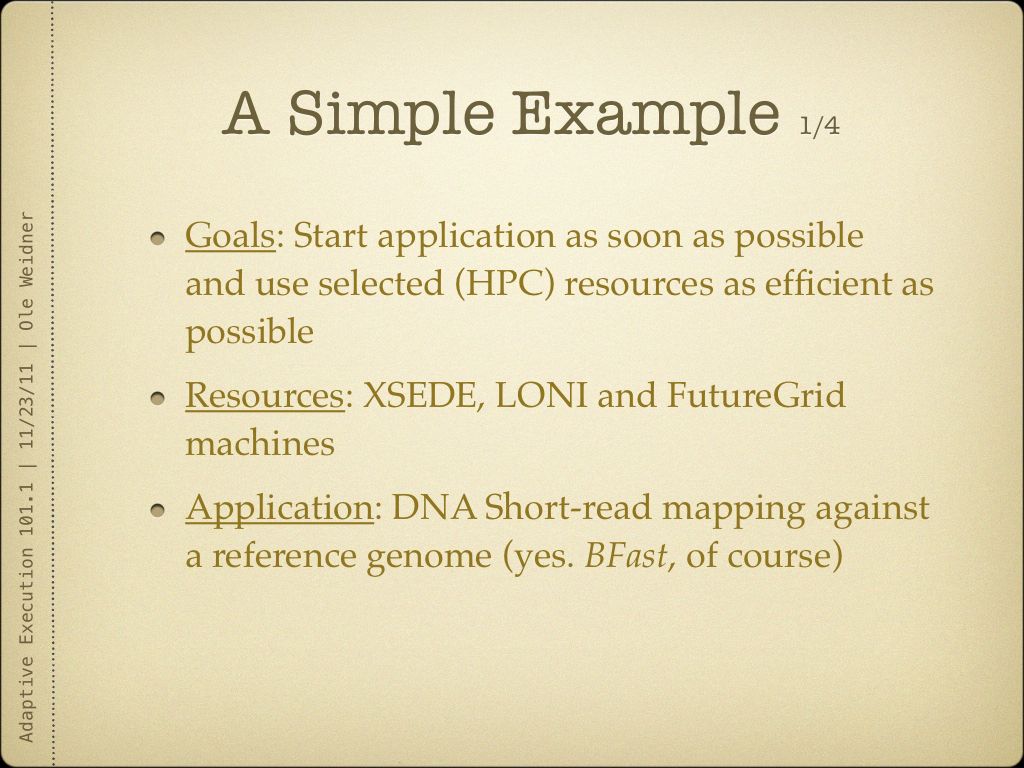 A Simple Example 1/4
• Goals: Start application as soon as possible
and use selected (HPC) resources as efficient as
possible
• Resources: XSEDE, LONI and FutureGrid
machines
• Application: DNA Short-read mapping against
a reference genome (yes. BFast, of course)
Adaptive Execution 101.1 | 11/23/11 | Ole Weidner